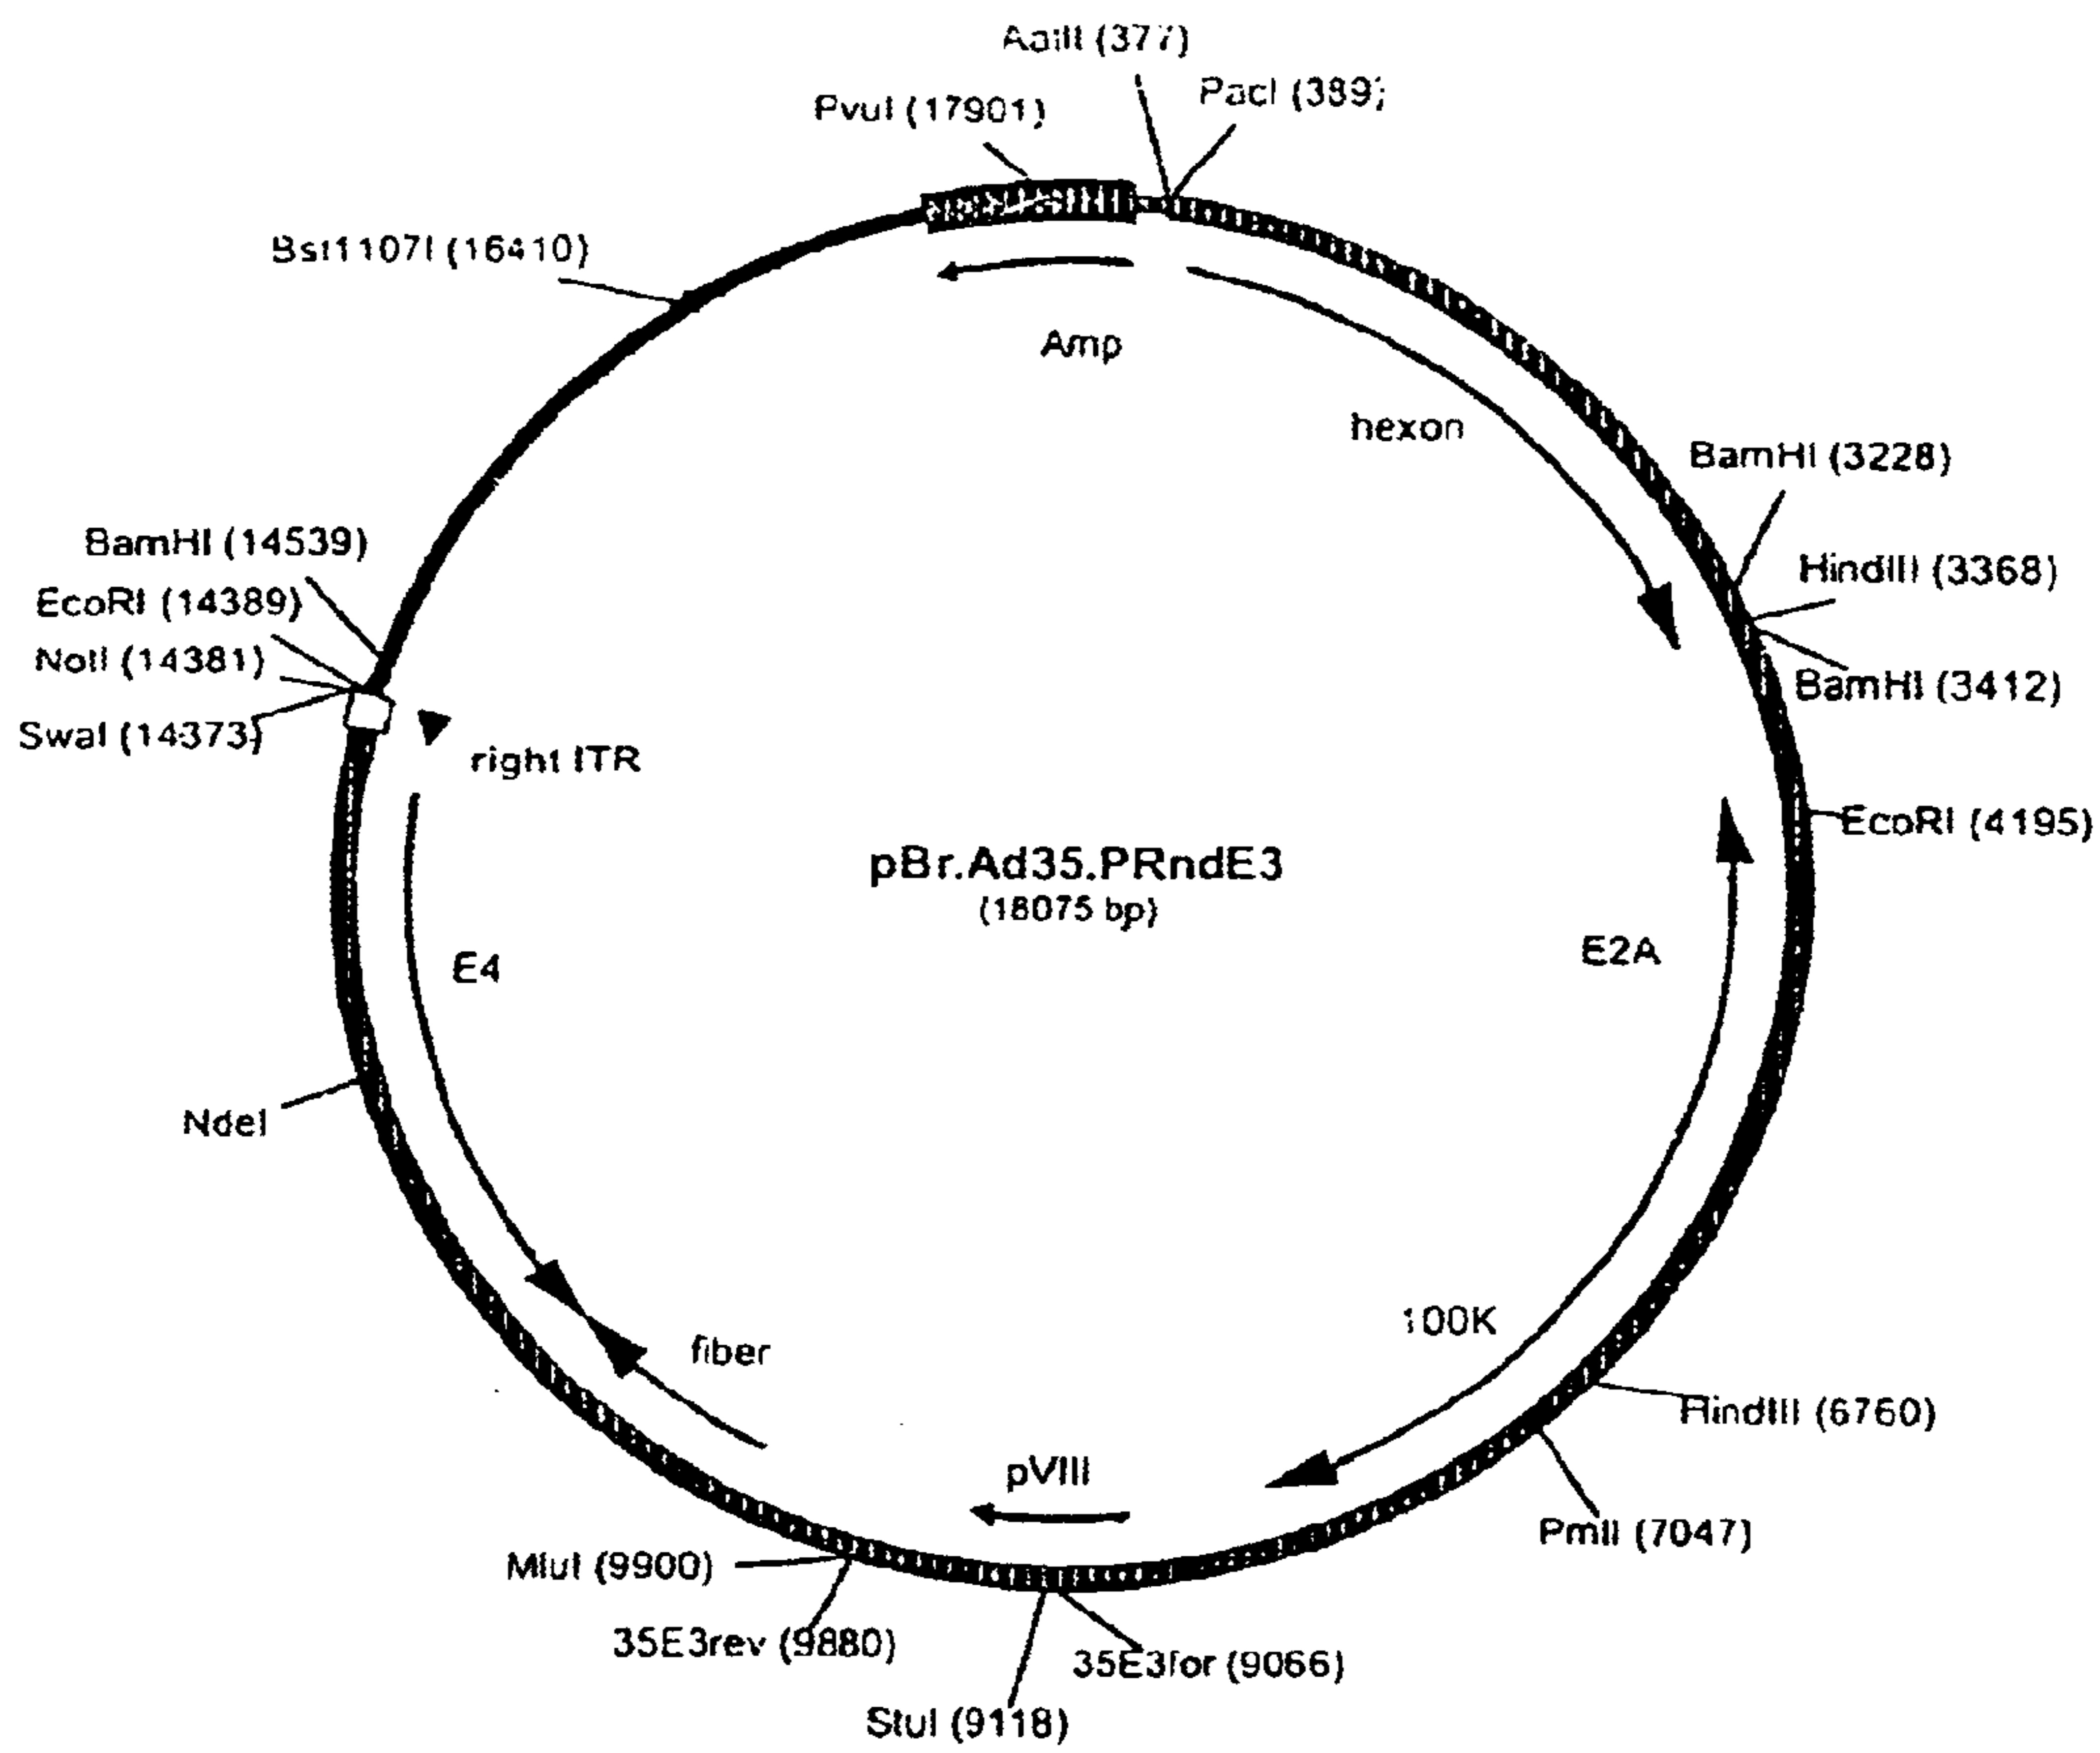 AatII (377)
PacI (389)
PvuI (17901)
Bst1107I (16410)
Amp
hexon
BamHI (3228)
HindIII (3368)
BamHI (3412)
EcoRI (4195)
BamHI (14539)
EcoRI (14389)
NotI (14381)
SwaI (14373)
right ITR
pBr.Ad35.PRndE3
(18075 bp)
E4
E2A
NdeI
fiber
100K
HindIII (6760)
pVIII
PmlI (7047)
MluI (9900)
35E3rev (9880)
35E3for (9066)
StuI (9118)